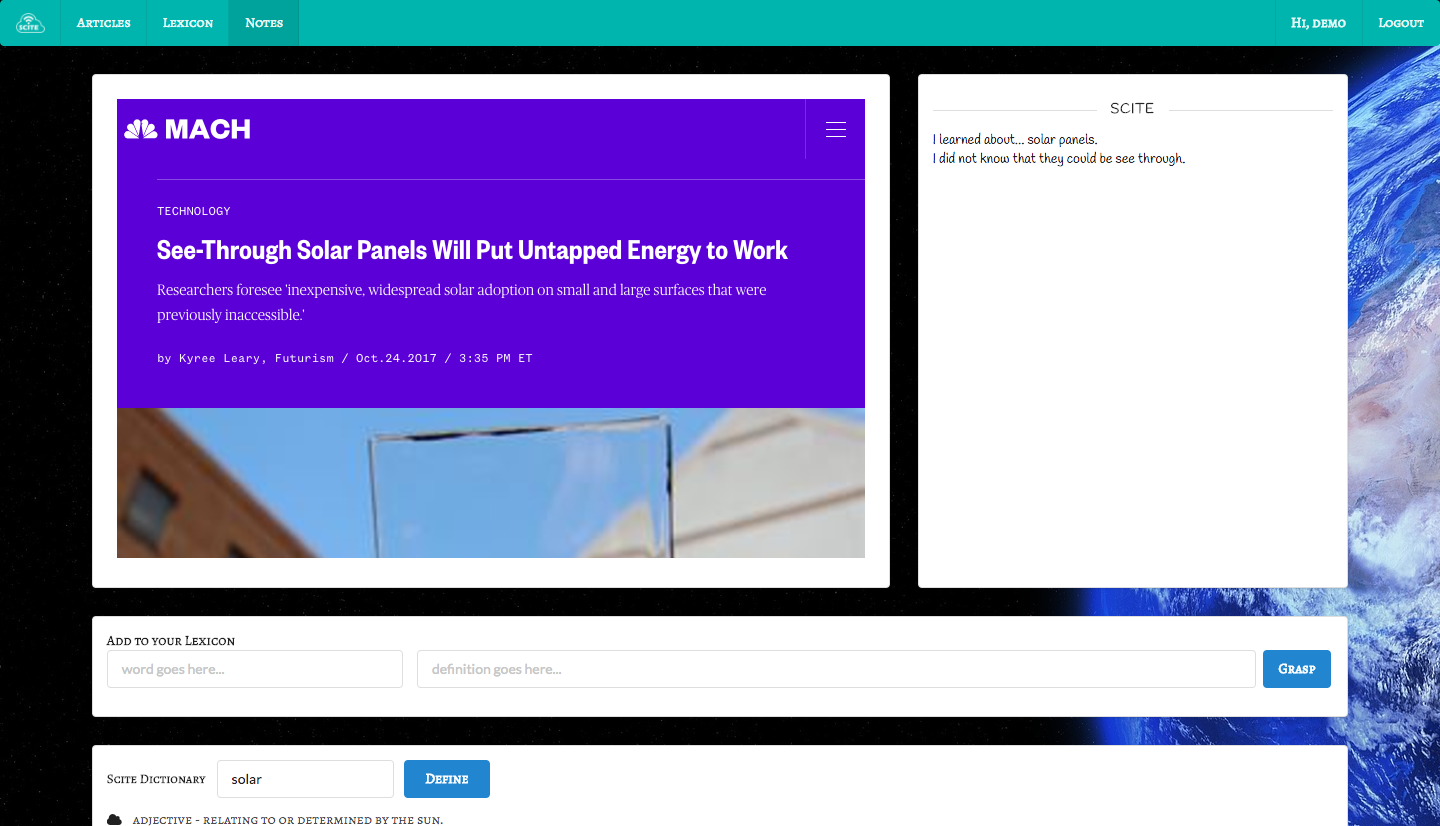 SCITE
Articles
Lexicon
Notes
Hi, demo
Logout
MACH
TECHNOLOGY
See-Through Solar Panels Will Put Untapped Energy to Work
Researchers foresee 'inexpensive, widespread solar adoption on small and large surfaces that were
previously inaccessible.'
by Kyree Leary, Futurism / Oct.24.2017 / 3:35 PM ET
SCITE
I learned about... solar panels.
I did not know that they could be see through.
Add to your Lexicon
word goes here...
definition goes here...
Grasp
Scite Dictionary
solar
Define
adjective - relating to or determined by the sun.